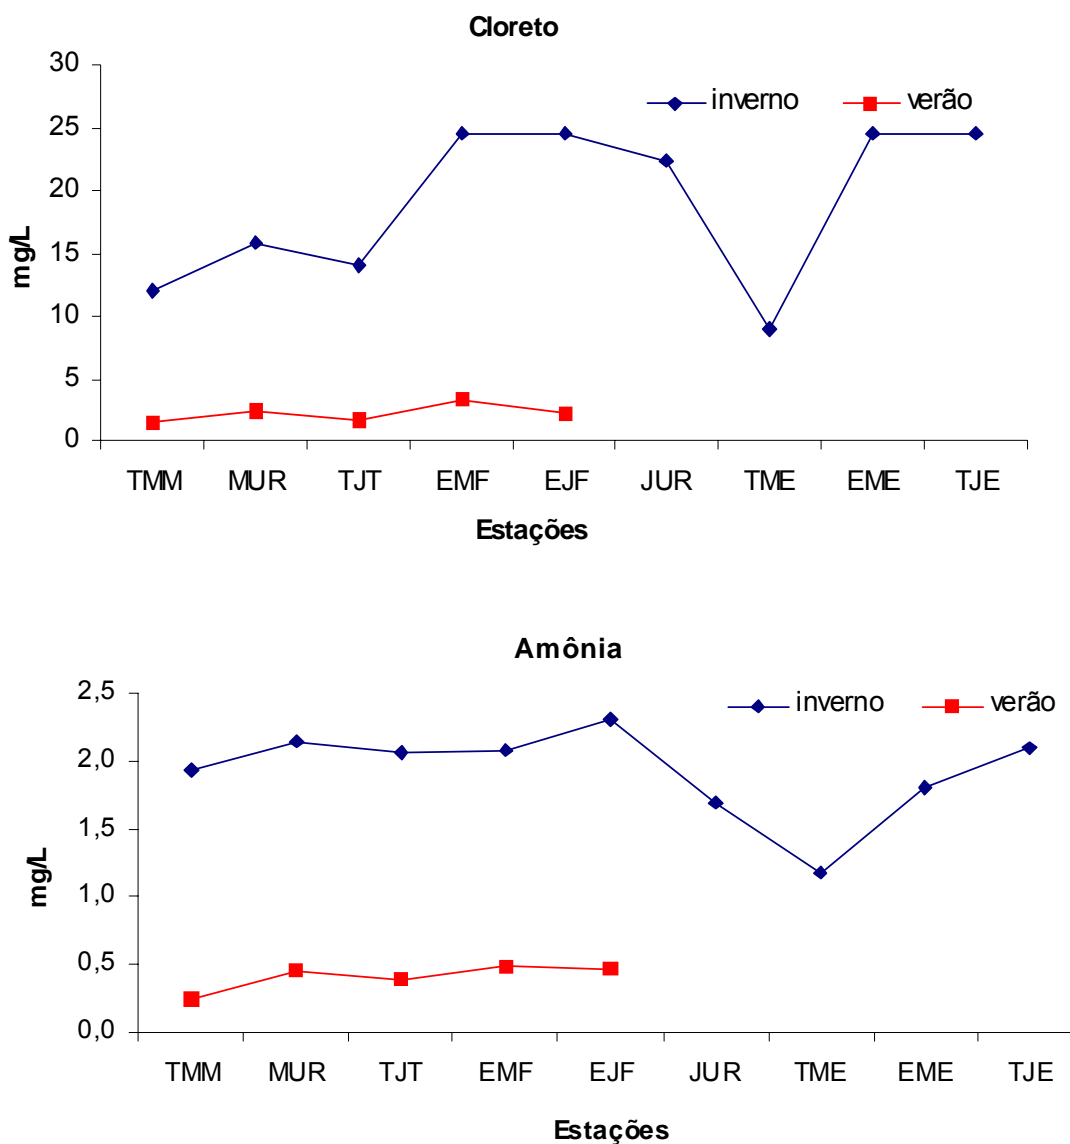 Cloreto
inverno verão
30
25
20
15
10
5
0
mg/L
TMM MUR TJT EMF EJF JUR TME EME TJE
Estações
Amônia
inverno verão
2,5
2,0
1,5
1,0
0,5
0,0
mg/L
TMM MUR TJT EMF EJF JUR TME EME TJE
Estações